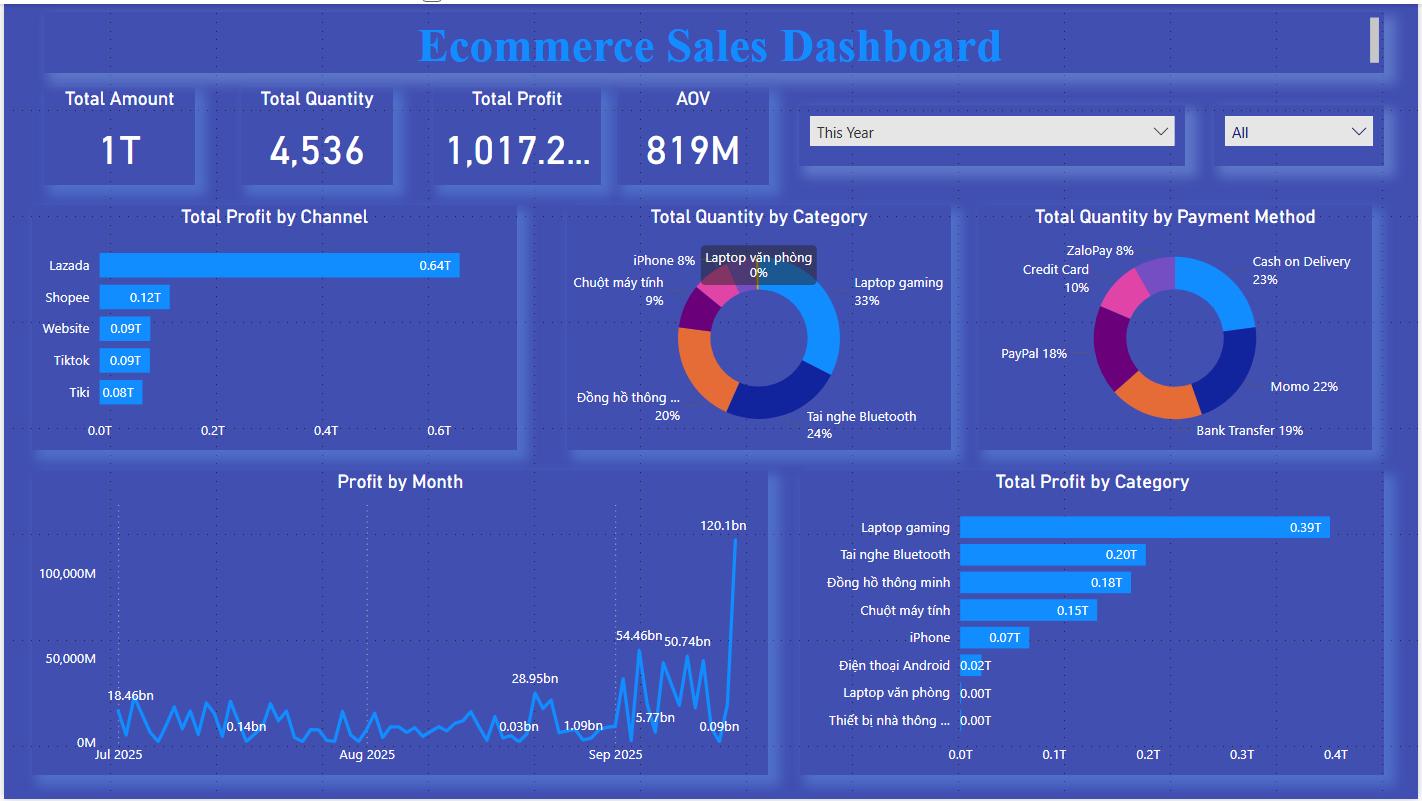 Ecommerce Sales Dashboard
Total Amount
1T
Total Quantity
4,536
Total Profit
1,017.2...
AOV
819M
This Year
All
Total Profit by Channel
Lazada
0.64T
Shopee
0.12T
Website
0.09T
Tiktok
0.09T
Tiki
0.08T
0.0T
0.2T
0.4T
0.6T
Total Quantity by Category
iPhone 8%
Laptop văn phòng
0%
Chuột máy tính
9%
Laptop gaming
33%
Đồng hồ thông ...
20%
Tai nghe Bluetooth
24%
Total Quantity by Payment Method
ZaloPay 8%
Credit Card
10%
Cash on Delivery
23%
PayPal 18%
Momo 22%
Bank Transfer 19%
Profit by Month
120.1bn
100,000M
54.46bn
50.74bn
50,000M
28.95bn
18.46bn
0.14bn
0.03bn
1.09bn
5.77bn
0.09bn
0M
Jul 2025
Aug 2025
Sep 2025
Total Profit by Category
Laptop gaming
0.39T
Tai nghe Bluetooth
0.20T
Đồng hồ thông minh
0.18T
Chuột máy tính
0.15T
iPhone
0.07T
Điện thoại Android
0.02T
Laptop văn phòng
0.00T
Thiết bị nhà thông ...
0.00T
0.0T
0.1T
0.2T
0.3T
0.4T